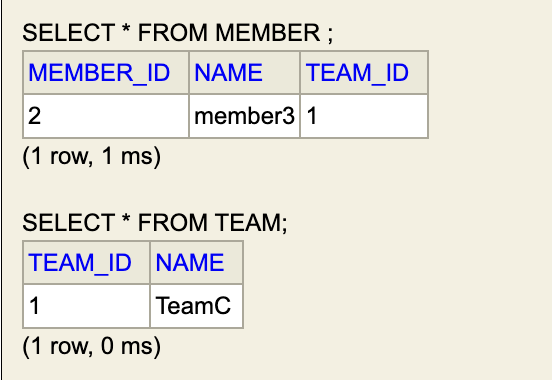 SELECT * FROM MEMBER ;
MEMBER_ID NAME TEAM_ID
2 member3 1
(1 row, 1 ms)
SELECT * FROM TEAM;
TEAM_ID NAME
1 TeamC
(1 row, 0 ms)